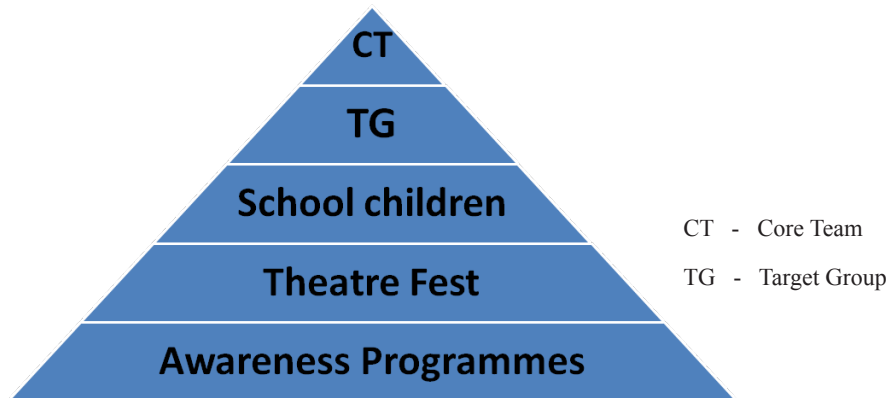 CT
TG
School children
Theatre Fest
Awareness Programmes
CT - Core Team
TG - Target Group